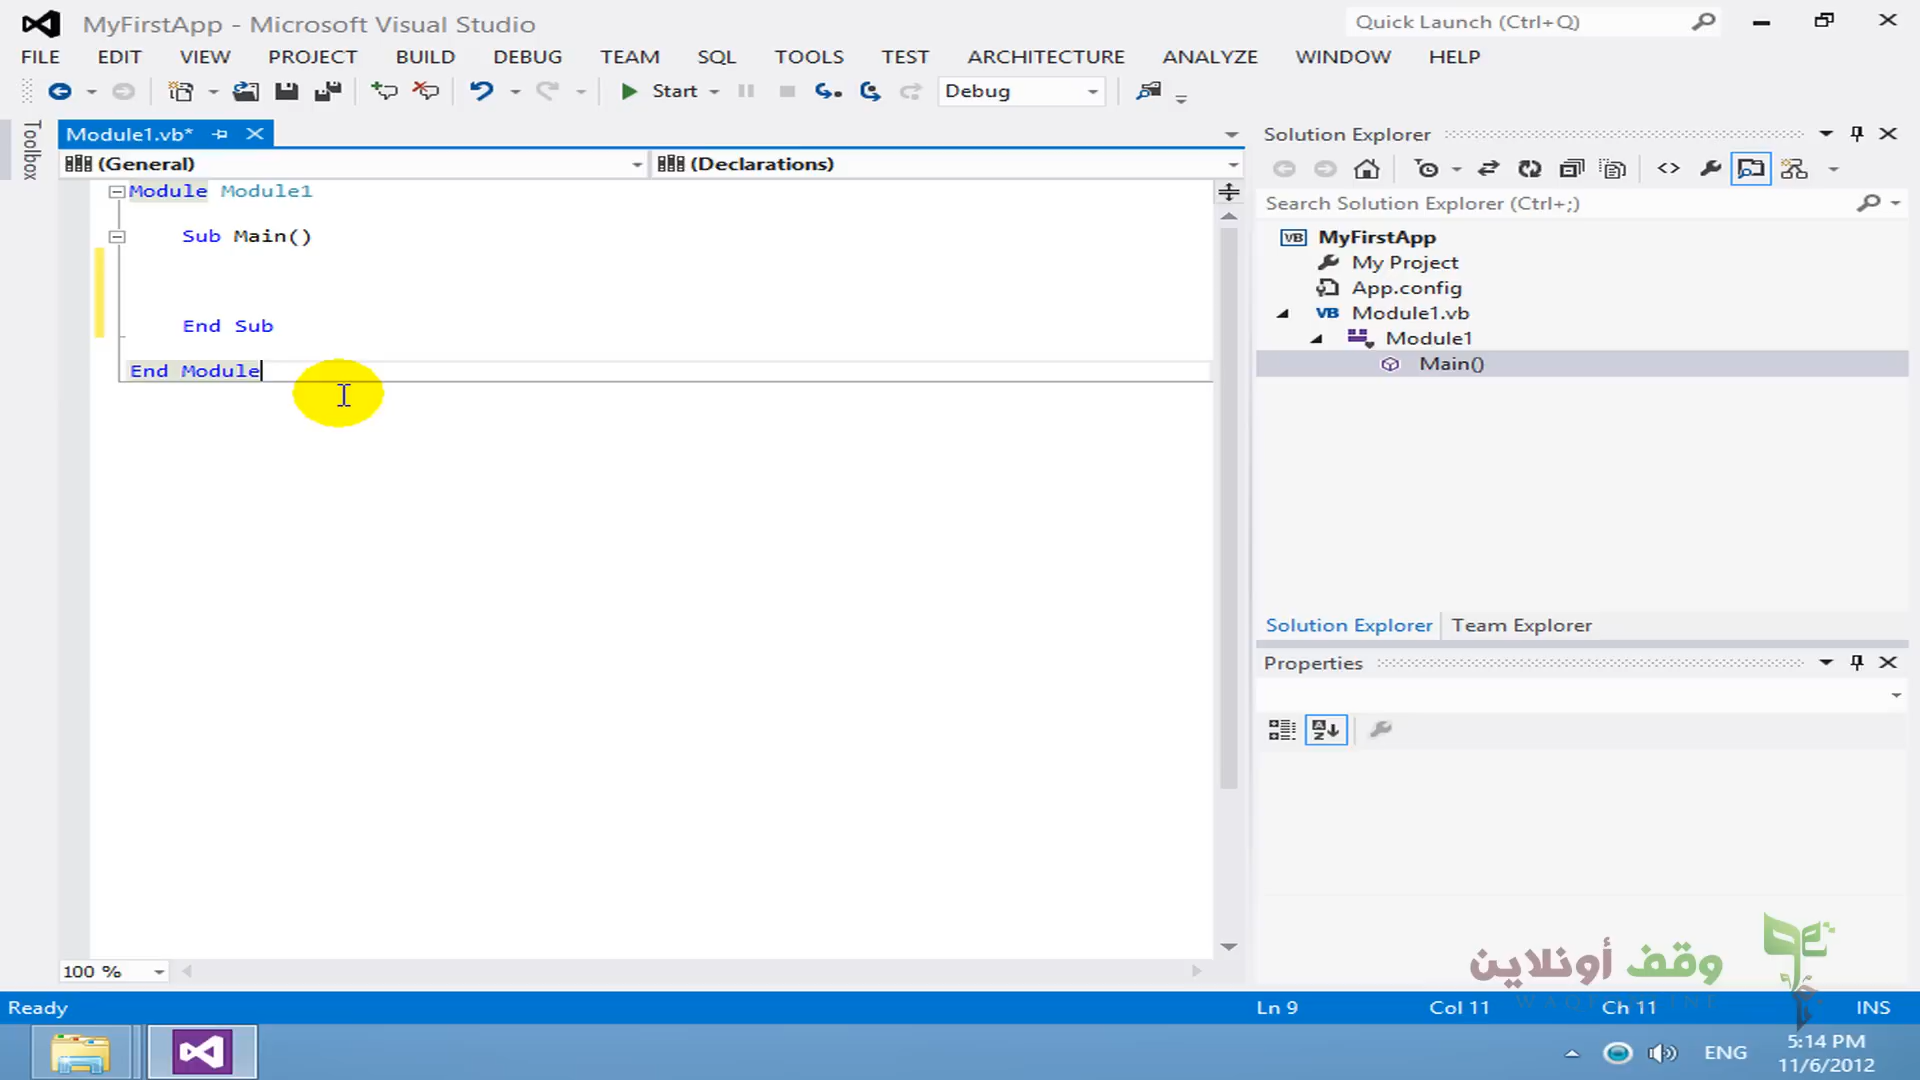 MyFirstApp - Microsoft Visual Studio
Quick Launch (Ctrl+Q)
FILE EDIT VIEW PROJECT BUILD DEBUG TEAM SQL TOOLS TEST ARCHITECTURE ANALYZE WINDOW HELP
Start Debug
Toolbox
Module1.vb*
(General) (Declarations)
Module Module1
Sub Main()
End Sub
End Module
100 %
Solution Explorer
Search Solution Explorer (Ctrl+;)
VB MyFirstApp
My Project
App.config
VB Module1.vb
Module1
Main()
Solution Explorer Team Explorer
Properties
وقف أونلاين
Ready Ln 9 Col 11 Ch 11 INS
ENG
5:14 PM
11/6/2012